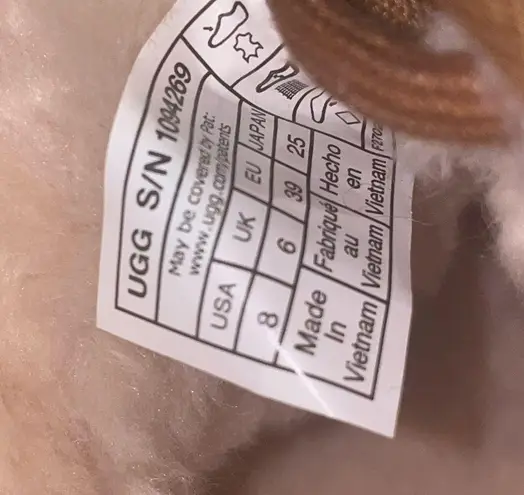 UGG S/N 1094269
May be covered by Pat:
www.ugg.com/patents
USA UK EU JAPAN
8 6 39 25
Made Fabriqué Hecho
In au en
Vietnam Vietnam Vietnam